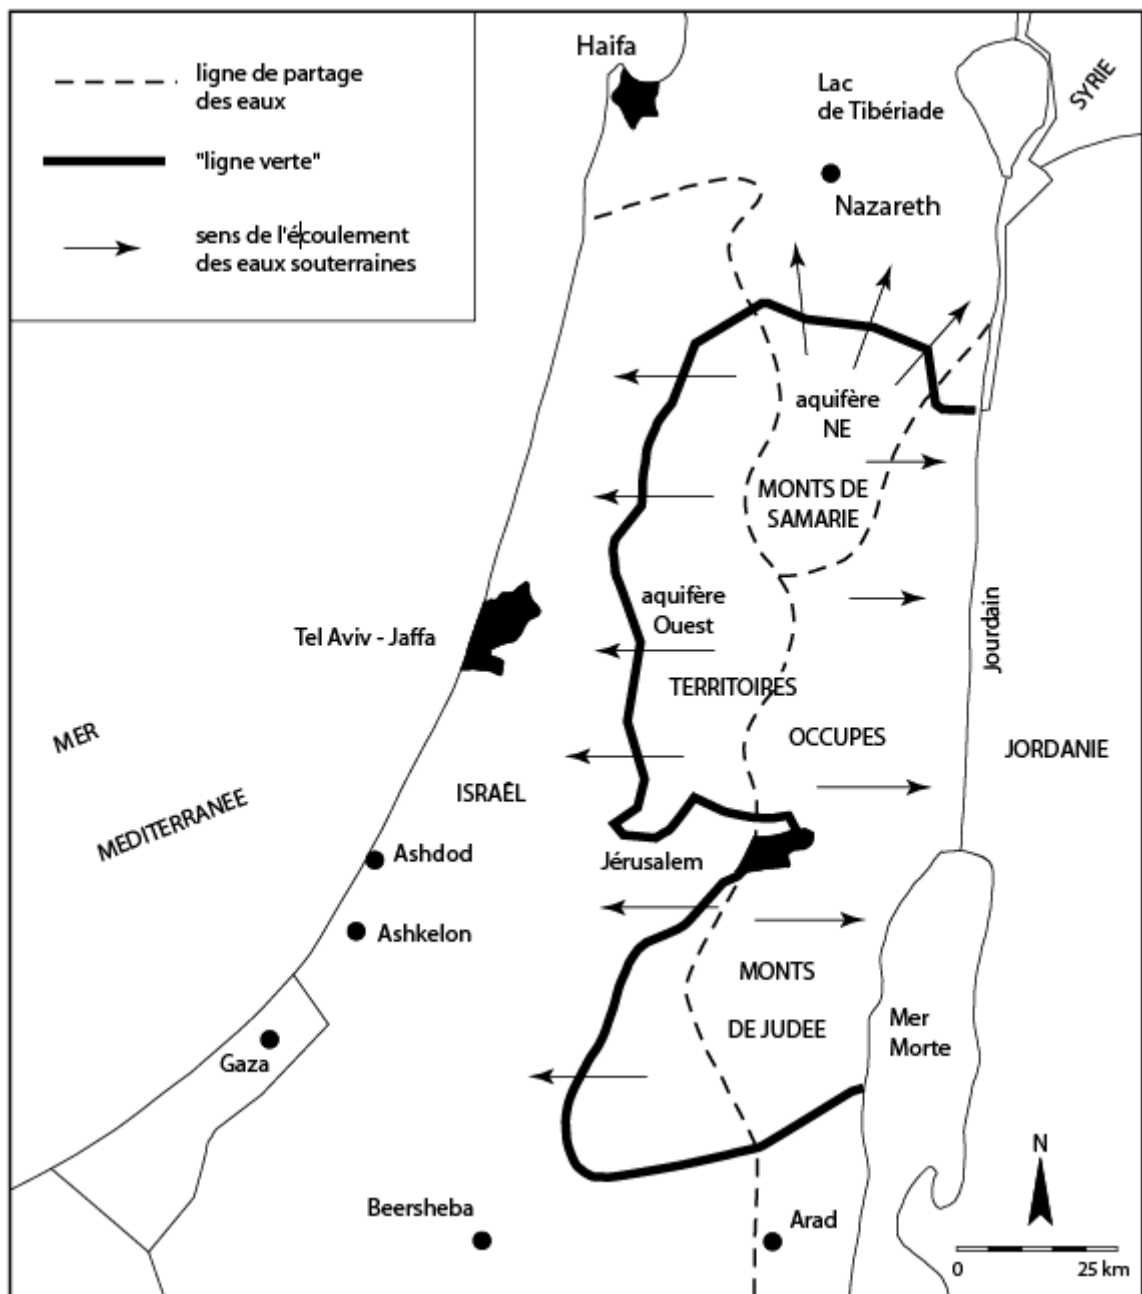 ligne de partage
des eaux
"ligne verte"
sens de l'écoulement
des eaux souterraines
Haifa
Lac
de Tibériade
SYRIE
Nazareth
aquifère
NE
MONTS DE
SAMARIE
aquifère
Ouest
Tel Aviv - Jaffa
Jourdain
TERRITOIRES
OCCUPES
JORDANIE
MER
MEDITERRANEE
ISRAËL
Ashdod
Jérusalem
Ashkelon
MONTS
DE JUDEE
Mer
Morte
Gaza
Beersheba
Arad
N
0 25 km